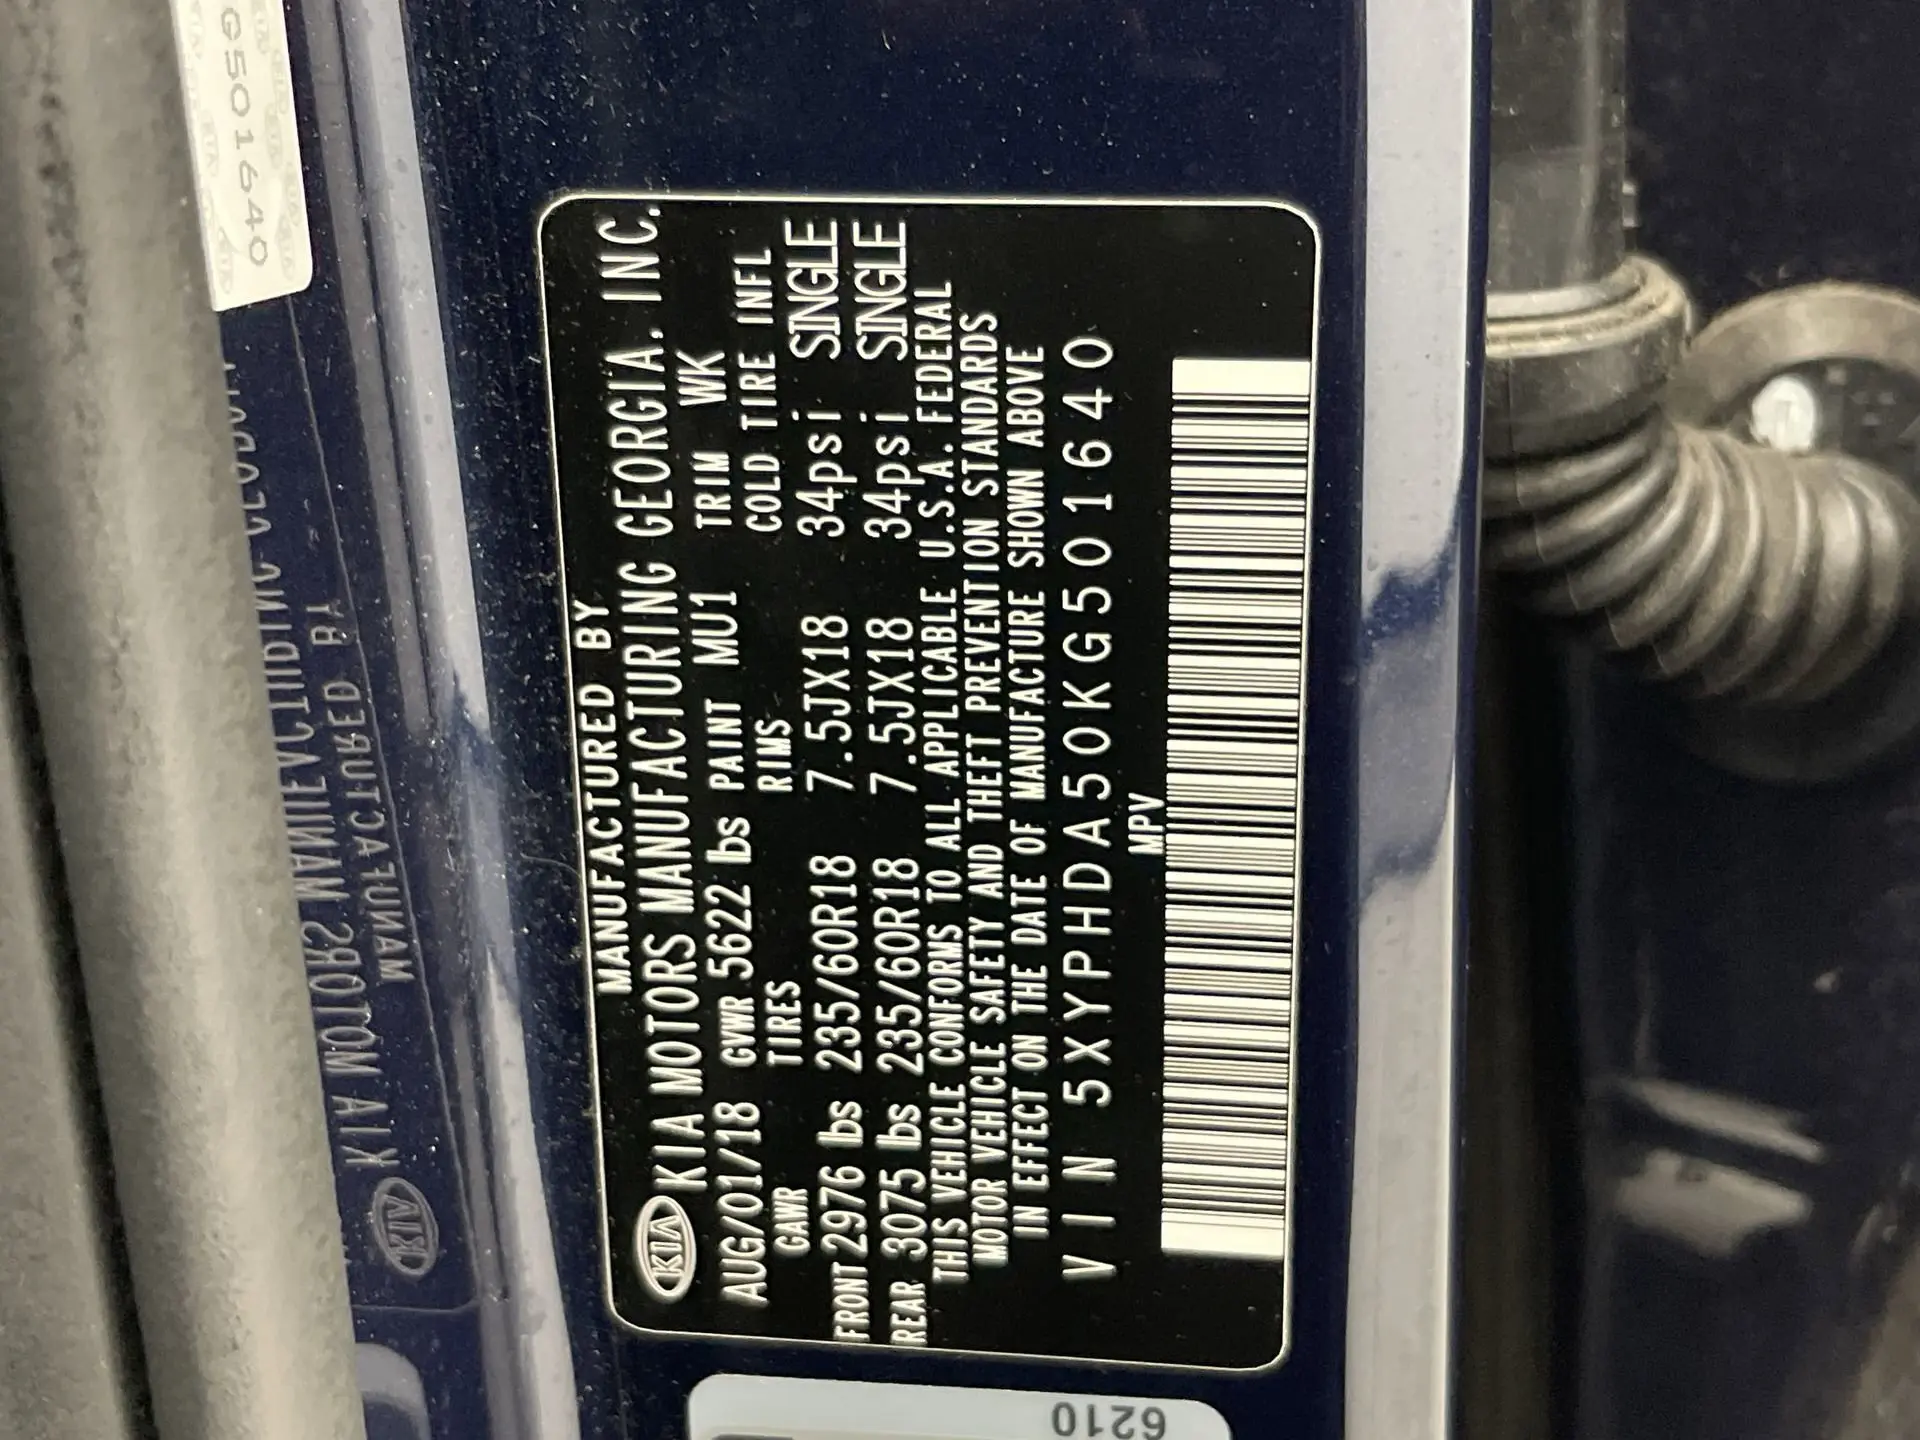 G501640
MANUFACTURED BY
KIA KIA MOTORS MANUFACTURING GEORGIA. INC.
AUG/01/18 GVWR 5622 lbs PAINT MU1 TRIM WK
GAWR TIRES RIMS COLD TIRE INFL
FRONT 2976 lbs 235/60R18 7.5JX18 34psi SINGLE
REAR 3075 lbs 235/60R18 7.5JX18 34psi SINGLE
THIS VEHICLE CONFORMS TO ALL APPLICABLE U.S.A. FEDERAL
MOTOR VEHICLE SAFETY AND THEFT PREVENTION STANDARDS
IN EFFECT ON THE DATE OF MANUFACTURE SHOWN ABOVE
VIN 5XYPHDA50KG501640
MPV
6210